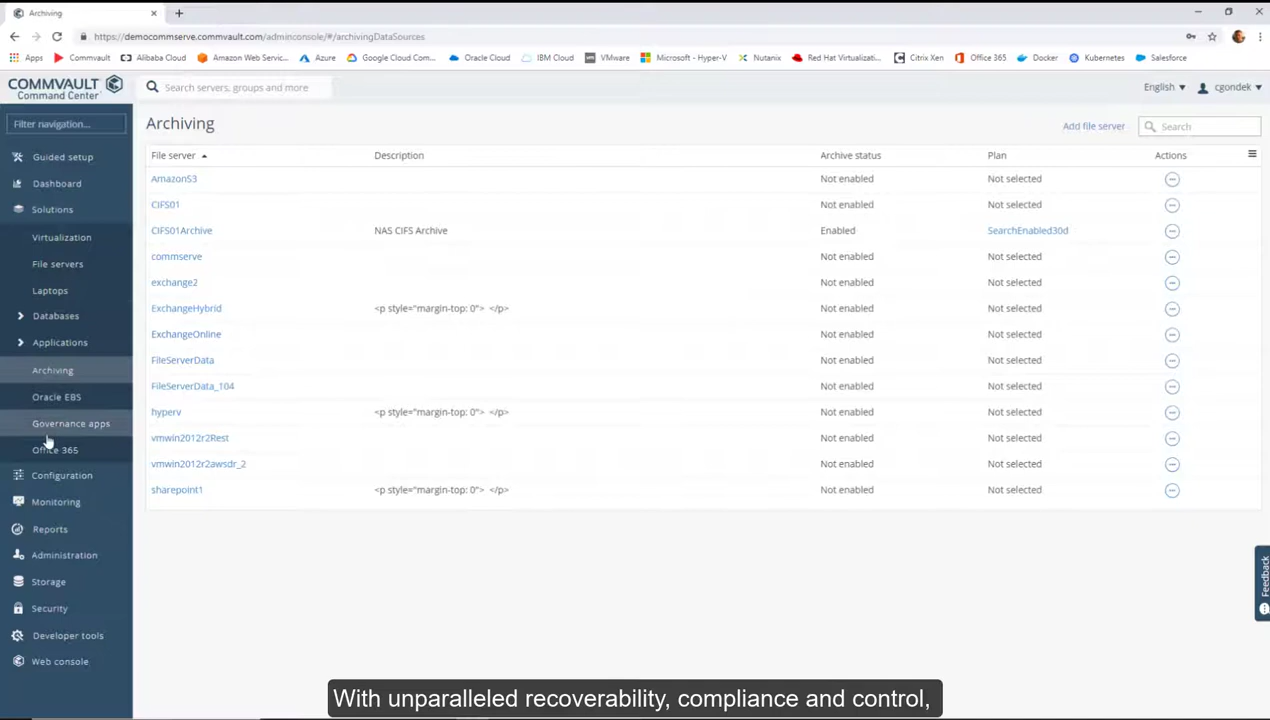 Archiving
https://democommserve.commvault.com/adminconsole/#/archivingDataSources
Apps Commvault Alibaba Cloud Amazon Web Servic... Azure Google Cloud Com... Oracle Cloud IBM Cloud VMware Microsoft - Hyper-V Nutanix Red Hat Virtualizati... Citrix Xen Office 365 Docker Kubernetes Salesforce
COMMVAULT
Command Center
Search servers, groups and more
English
cgondek
Filter navigation...
Guided setup
Dashboard
Solutions
Virtualization
File servers
Laptops
Databases
Applications
Archiving
Oracle EBS
Governance apps
Office 365
Configuration
Monitoring
Reports
Administration
Storage
Security
Developer tools
Web console
Archiving
Add file server
Search
File server Description Archive status Plan Actions
AmazonS3 Not enabled Not selected
CIFS01 Not enabled Not selected
CIFS01Archive NAS CIFS Archive Enabled SearchEnabled30d
commserve Not enabled Not selected
exchange2 Not enabled Not selected
ExchangeHybrid <p style="margin-top: 0"> </p> Not enabled Not selected
ExchangeOnline Not enabled Not selected
FileServerData Not enabled Not selected
FileServerData_104 Not enabled Not selected
hyperv <p style="margin-top: 0"> </p> Not enabled Not selected
vmwin2012r2Rest Not enabled Not selected
vmwin2012r2awsdr_2 Not enabled Not selected
sharepoint1 <p style="margin-top: 0"> </p> Not enabled Not selected
Feedback
With unparalleled recoverability, compliance and control,